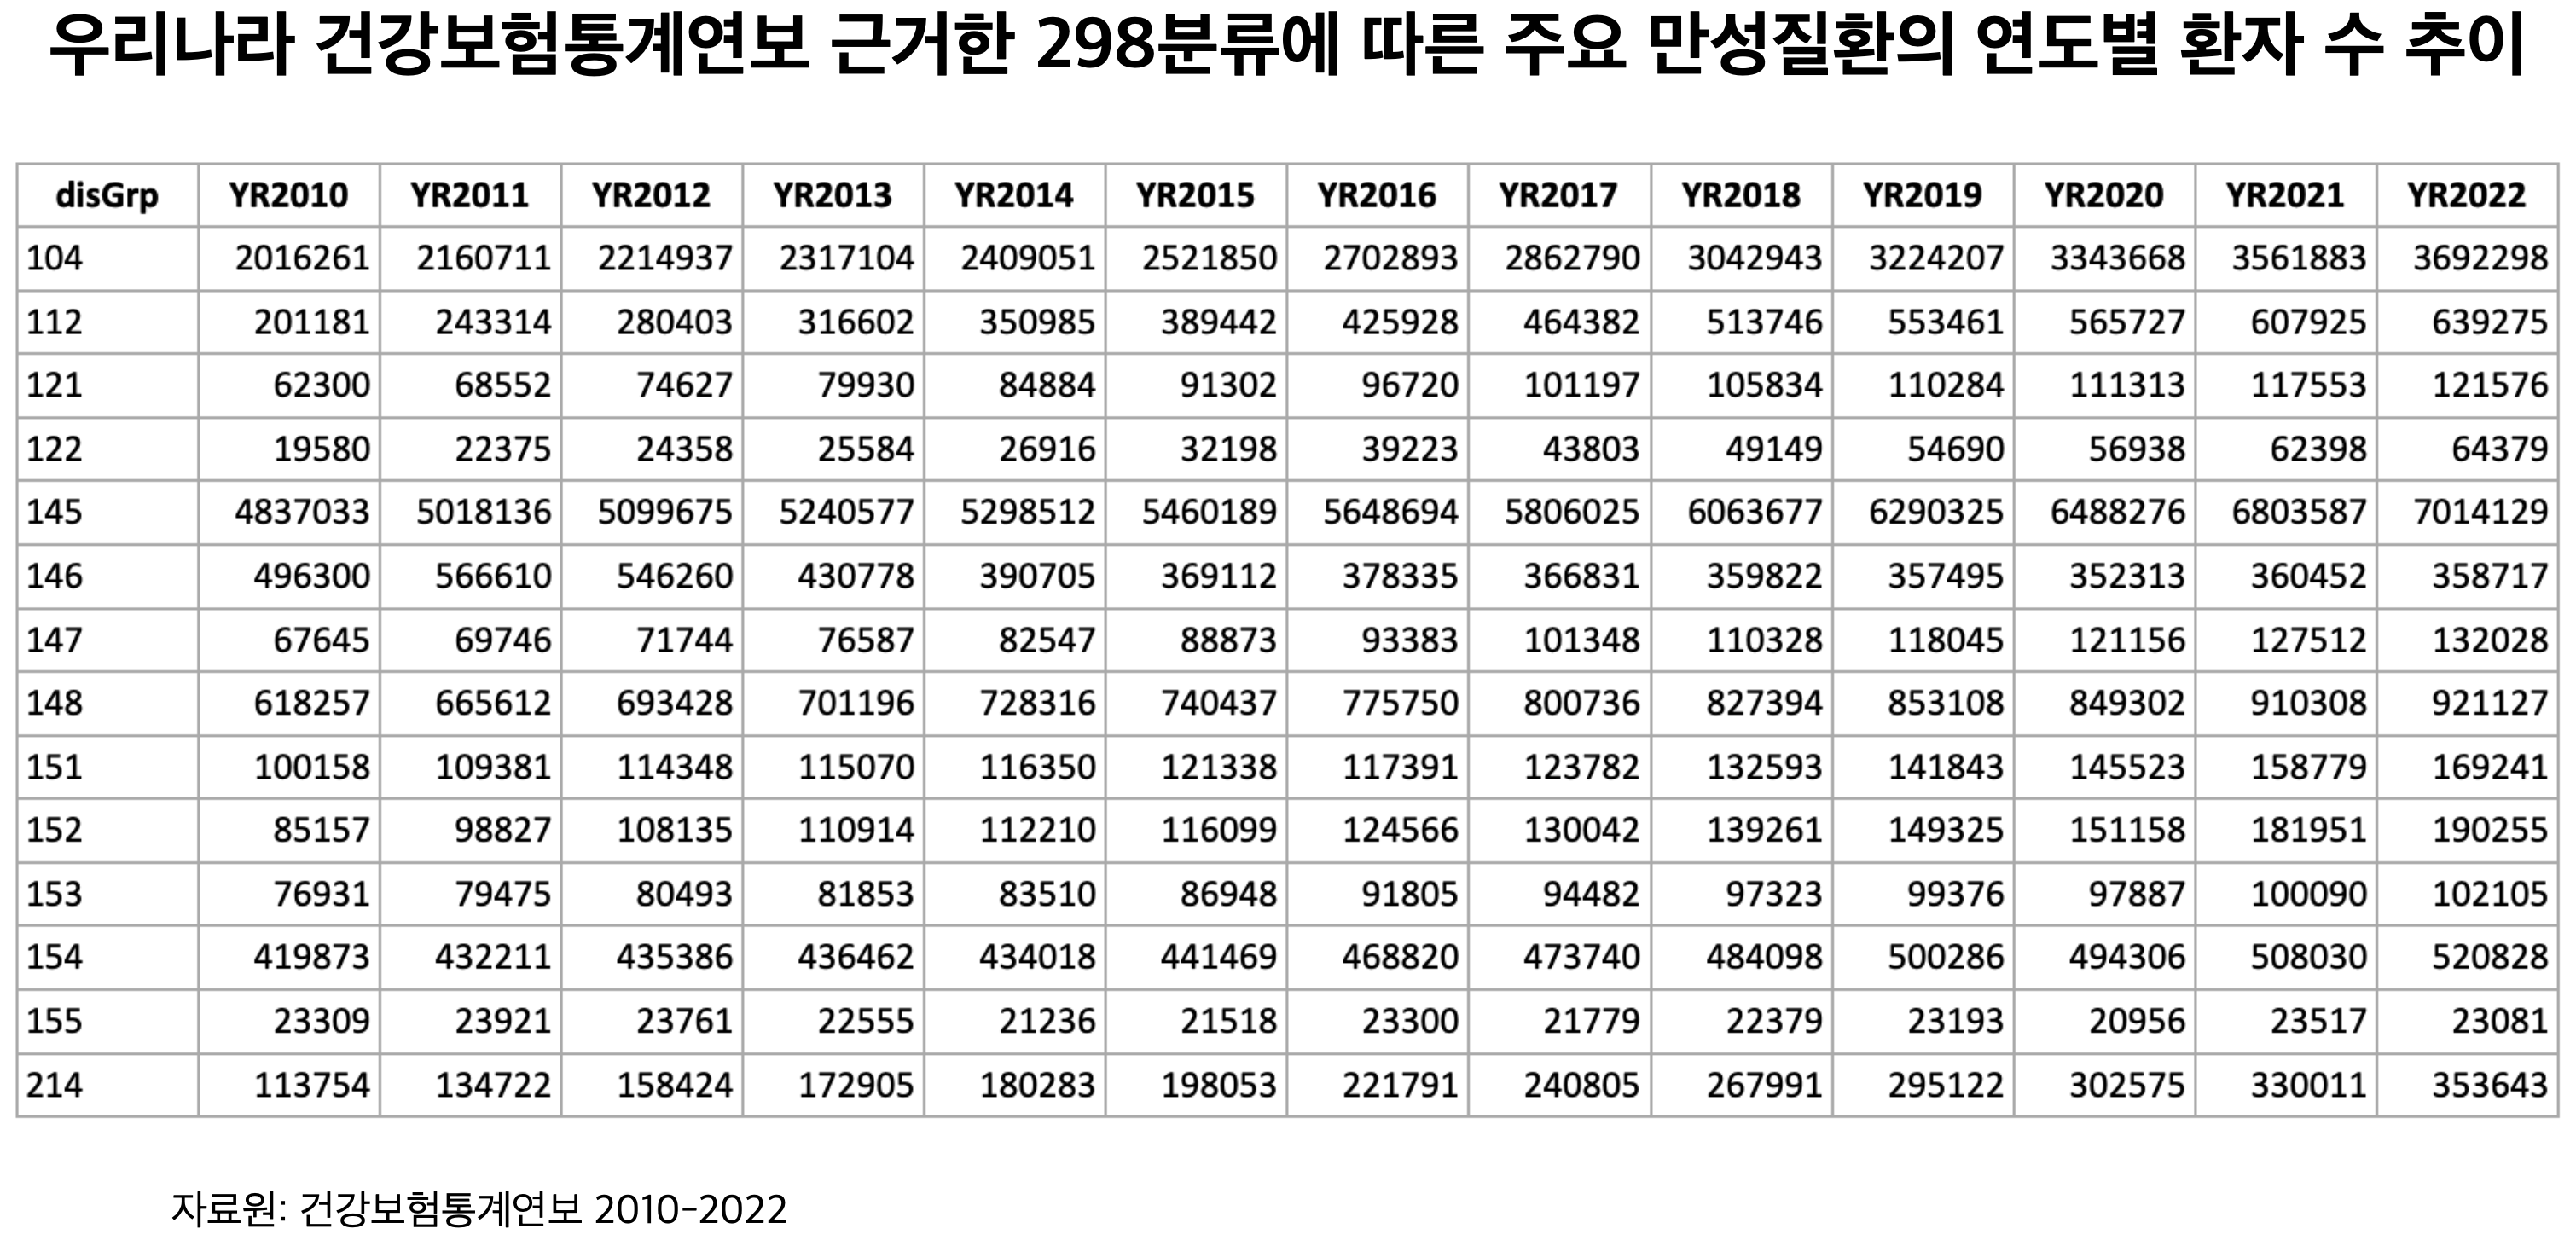 우리나라 건강보험통계연보 근거한 298분류에 따른 주요 만성질환의 연도별 환자 수 추이
disGrp YR2010 YR2011 YR2012 YR2013 YR2014 YR2015 YR2016 YR2017 YR2018 YR2019 YR2020 YR2021 YR2022
104 2016261 2160711 2214937 2317104 2409051 2521850 2702893 2862790 3042943 3224207 3343668 3561883 3692298
112 201181 243314 280403 316602 350985 389442 425928 464382 513746 553461 565727 607925 639275
121 62300 68552 74627 79930 84884 91302 96720 101197 105834 110284 111313 117553 121576
122 19580 22375 24358 25584 26916 32198 39223 43803 49149 54690 56938 62398 64379
145 4837033 5018136 5099675 5240577 5298512 5460189 5648694 5806025 6063677 6290325 6488276 6803587 7014129
146 496300 566610 546260 430778 390705 369112 378335 366831 359822 357495 352313 360452 358717
147 67645 69746 71744 76587 82547 88873 93383 101348 110328 118045 121156 127512 132028
148 618257 665612 693428 701196 728316 740437 775750 800736 827394 853108 849302 910308 921127
151 100158 109381 114348 115070 116350 121338 117391 123782 132593 141843 145523 158779 169241
152 85157 98827 108135 110914 112210 116099 124566 130042 139261 149325 151158 181951 190255
153 76931 79475 80493 81853 83510 86948 91805 94482 97323 99376 97887 100090 102105
154 419873 432211 435386 436462 434018 441469 468820 473740 484098 500286 494306 508030 520828
155 23309 23921 23761 22555 21236 21518 23300 21779 22379 23193 20956 23517 23081
214 113754 134722 158424 172905 180283 198053 221791 240805 267991 295122 302575 330011 353643
자료원: 건강보험통계연보 2010-2022